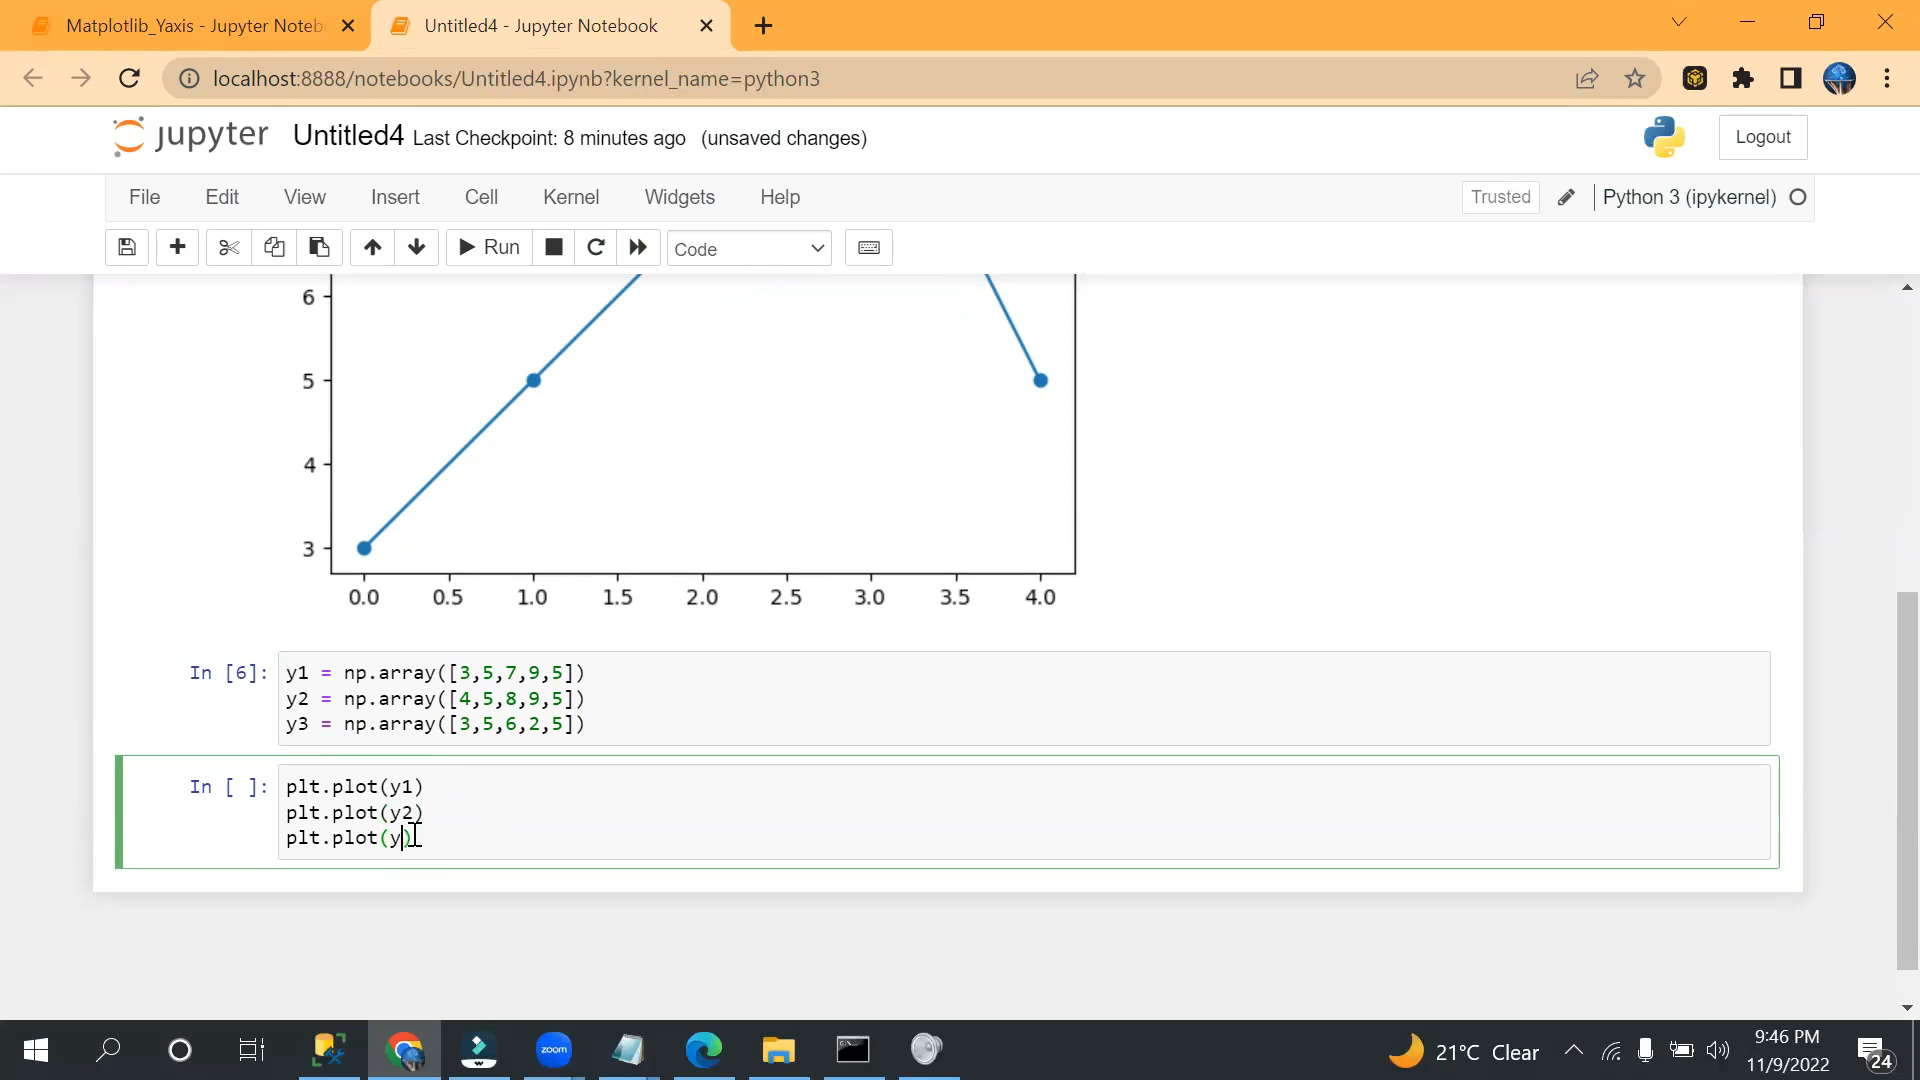 Matplotlib_Yaxis - Jupyter Noteb
Untitled4 - Jupyter Notebook
localhost:8888/notebooks/Untitled4.ipynb?kernel_name=python3
jupyter Untitled4 Last Checkpoint: 8 minutes ago (unsaved changes)
Logout
File Edit View Insert Cell Kernel Widgets Help
Trusted Python 3 (ipykernel)
Run Code
6
5
4
3
0.0 0.5 1.0 1.5 2.0 2.5 3.0 3.5 4.0
In [6]: y1 = np.array([3,5,7,9,5])
y2 = np.array([4,5,8,9,5])
y3 = np.array([3,5,6,2,5])
In [ ]: plt.plot(y1)
plt.plot(y2)
plt.plot(y)
zoom
21°C Clear
9:46 PM
11/9/2022
24